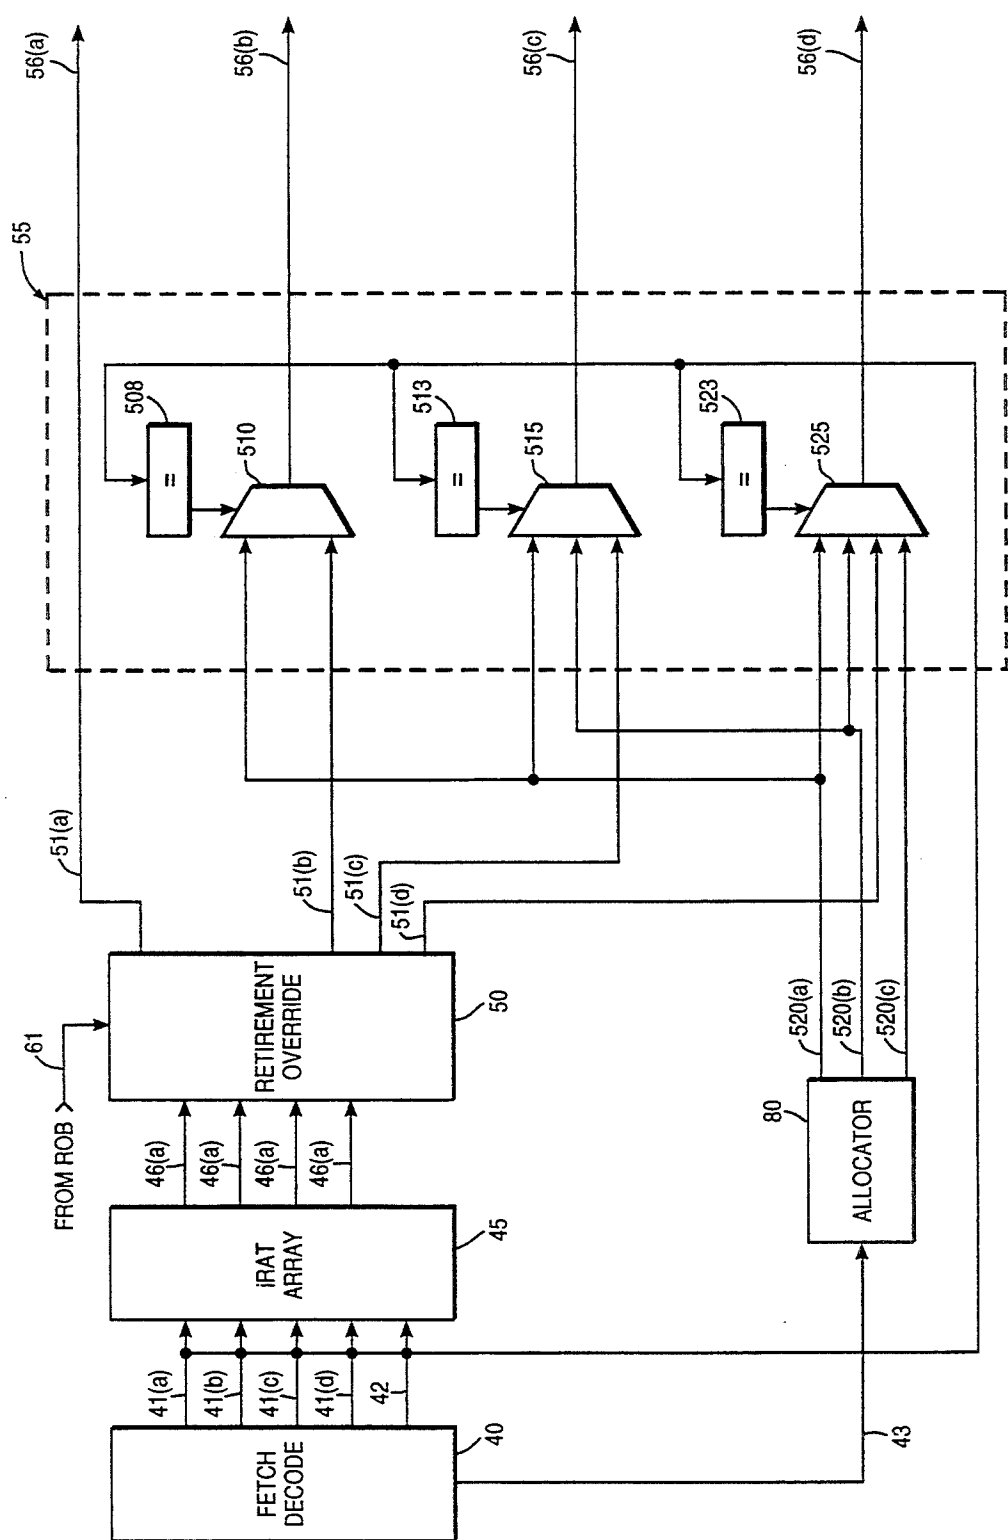 FETCH
DECODE
40
41(a)
41(b)
41(c)
41(d)
42
43
iRAT
ARRAY
45
46(a)
46(a)
46(a)
46(a)
FROM ROB
61
RETIREMENT
OVERRIDE
50
51(a)
51(b)
51(c)
51(d)
ALLOCATOR
80
520(a)
520(b)
520(c)
55
508
=
510
513
=
515
523
=
525
56(a)
56(b)
56(c)
56(d)